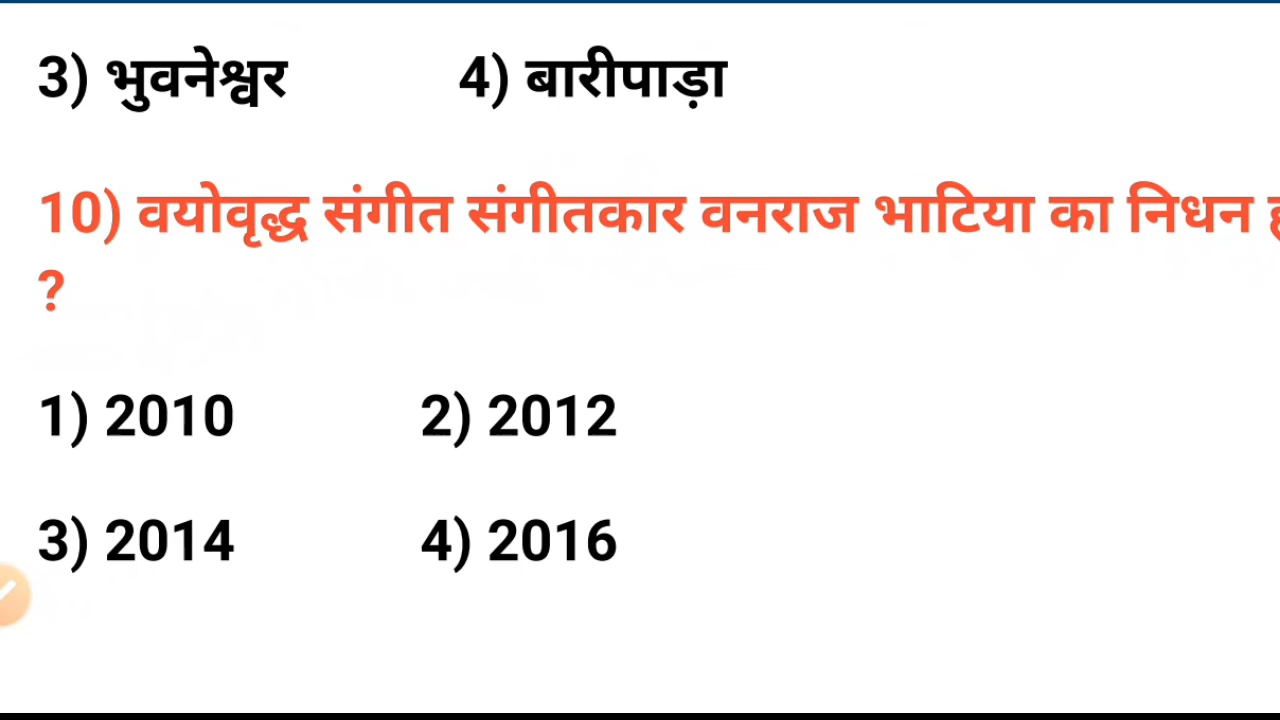 3) भुवनेश्वर 4) बारीपाड़ा
10) वयोवृद्ध संगीत संगीतकार वनराज भाटिया का निधन
?
1) 2010 2) 2012
3) 2014 4) 2016